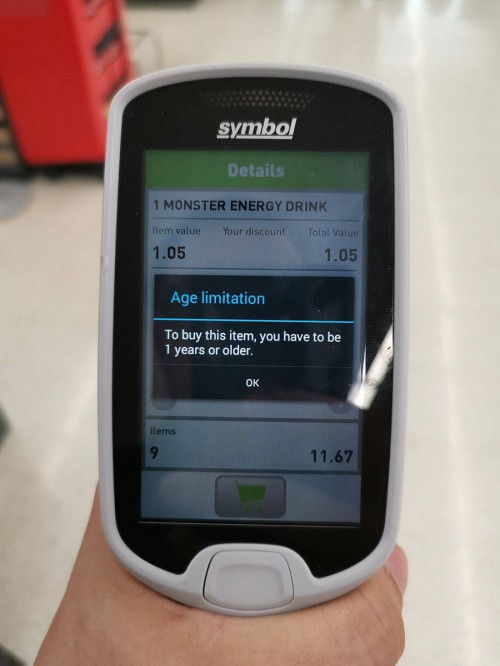 symbol
Details
1 MONSTER ENERGY DRINK
Item value Your discount Total Value
1.05 1.05
Age limitation
To buy this item, you have to be
1 years or older.
OK
Items
9 11.67